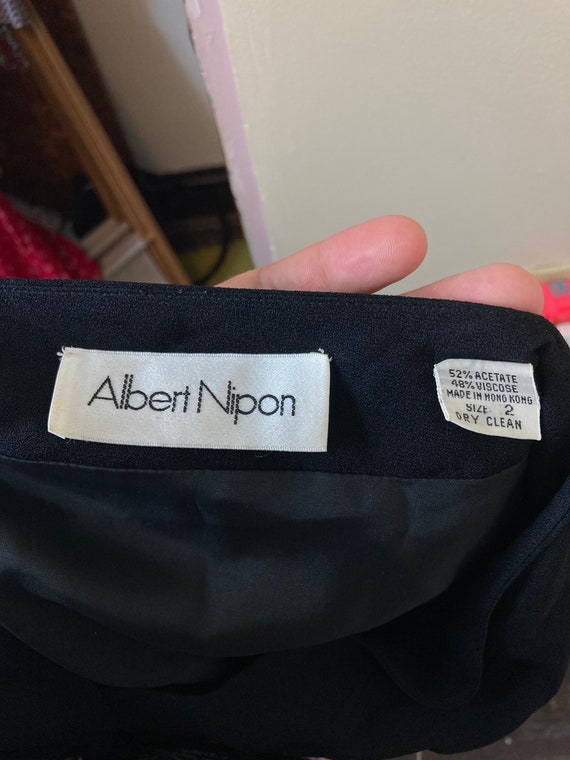 Albert Nipon
52% ACETATE
48% VISCOSE
MADE IN HONG KONG
SIZE 2
DRY CLEAN